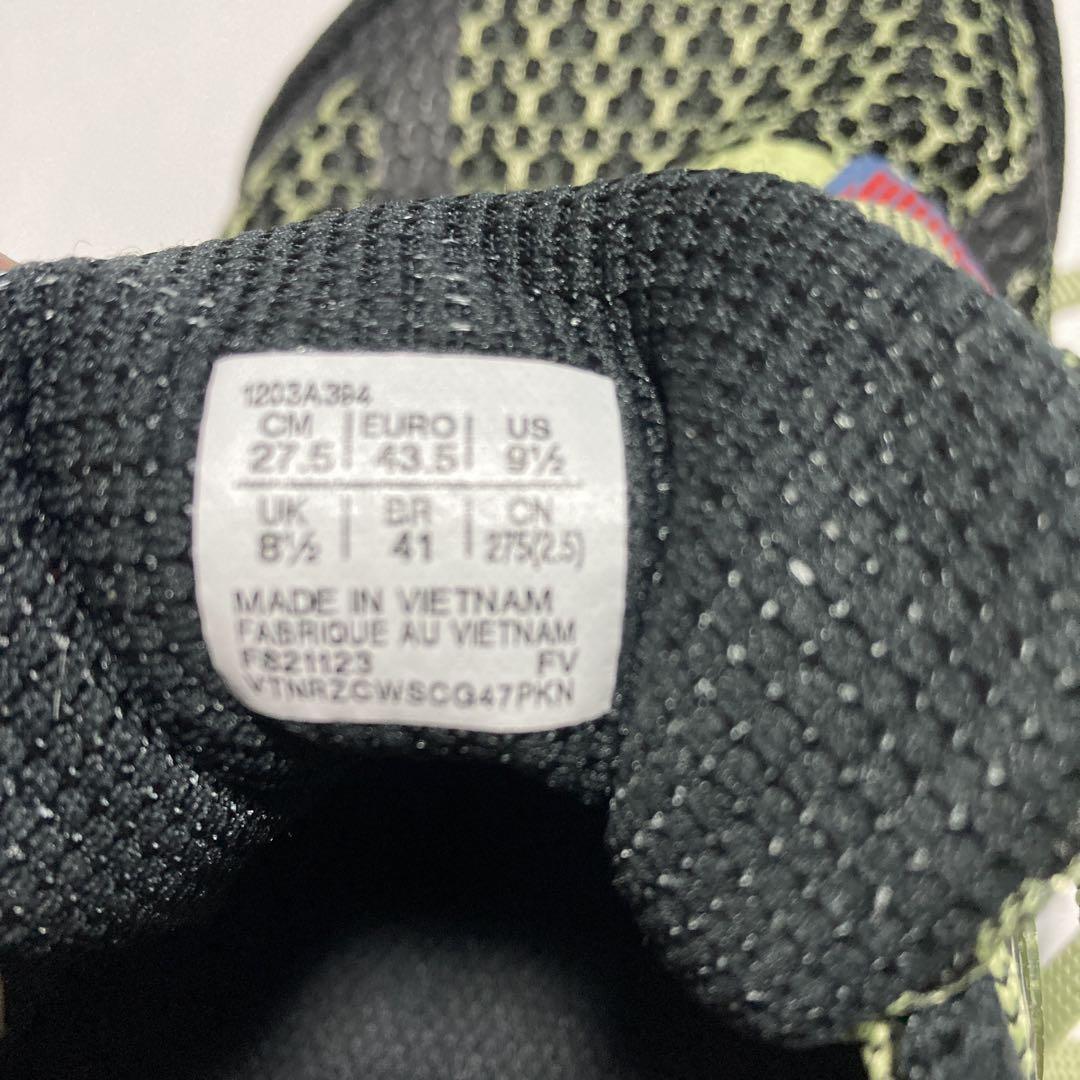 1203A394
CM | EURO | US
27.5 | 43.5 | 9½
UK | BR | CN
8½ | 41 | 275(2.5)
MADE IN VIETNAM
FABRIQUE AU VIETNAM
F821123 FV
VTNRZCWSCG47PKN